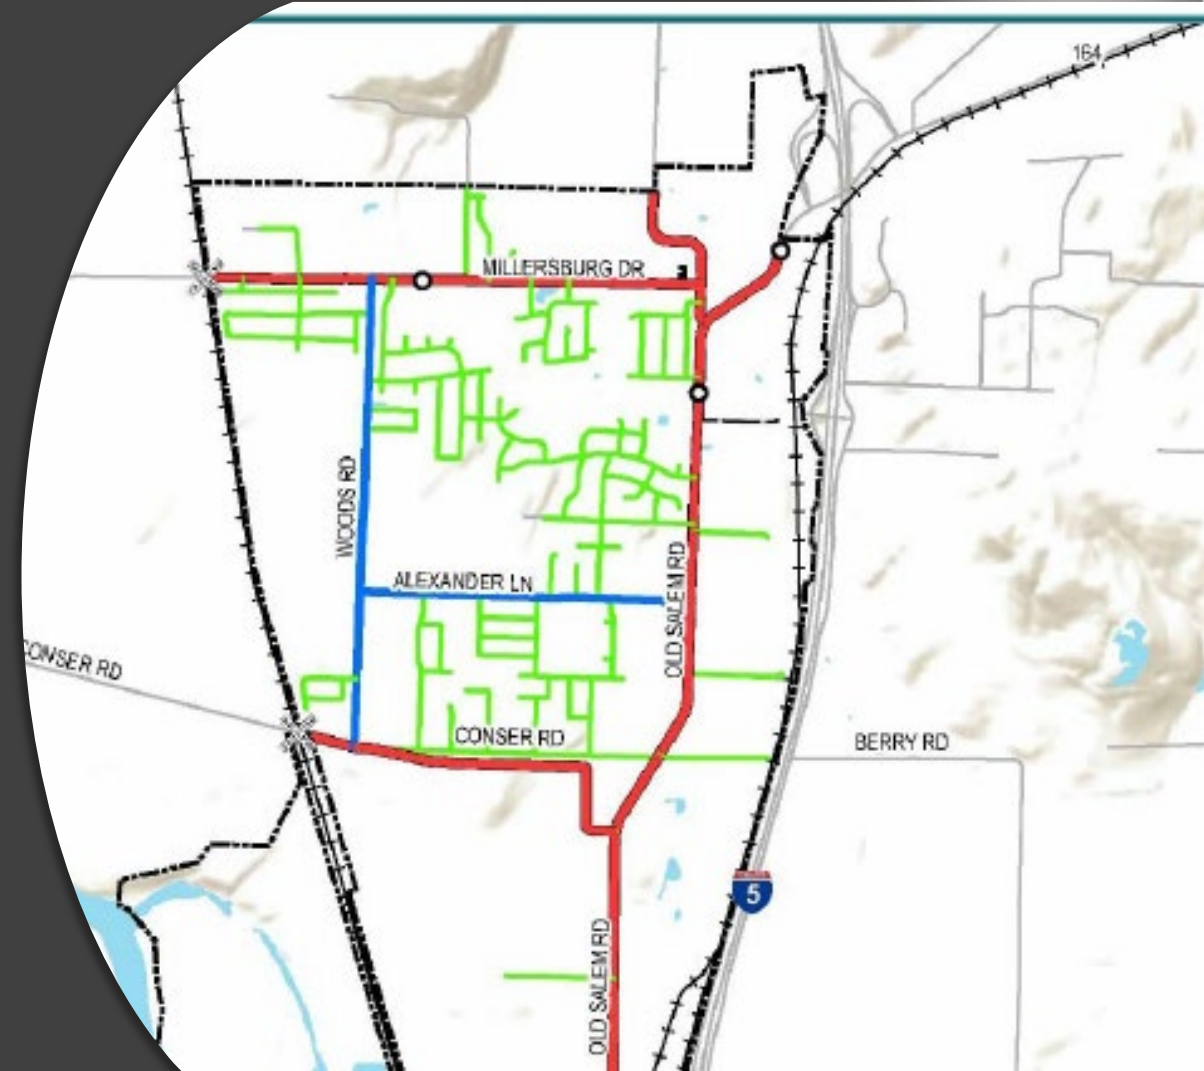 164
MILLERSBURG DR
3
WOODS RD
ALEXANDER LN
OLD SALEM RD
CONSER RD
CONSER RD
BERRY RD
5
OLD SALEM RD